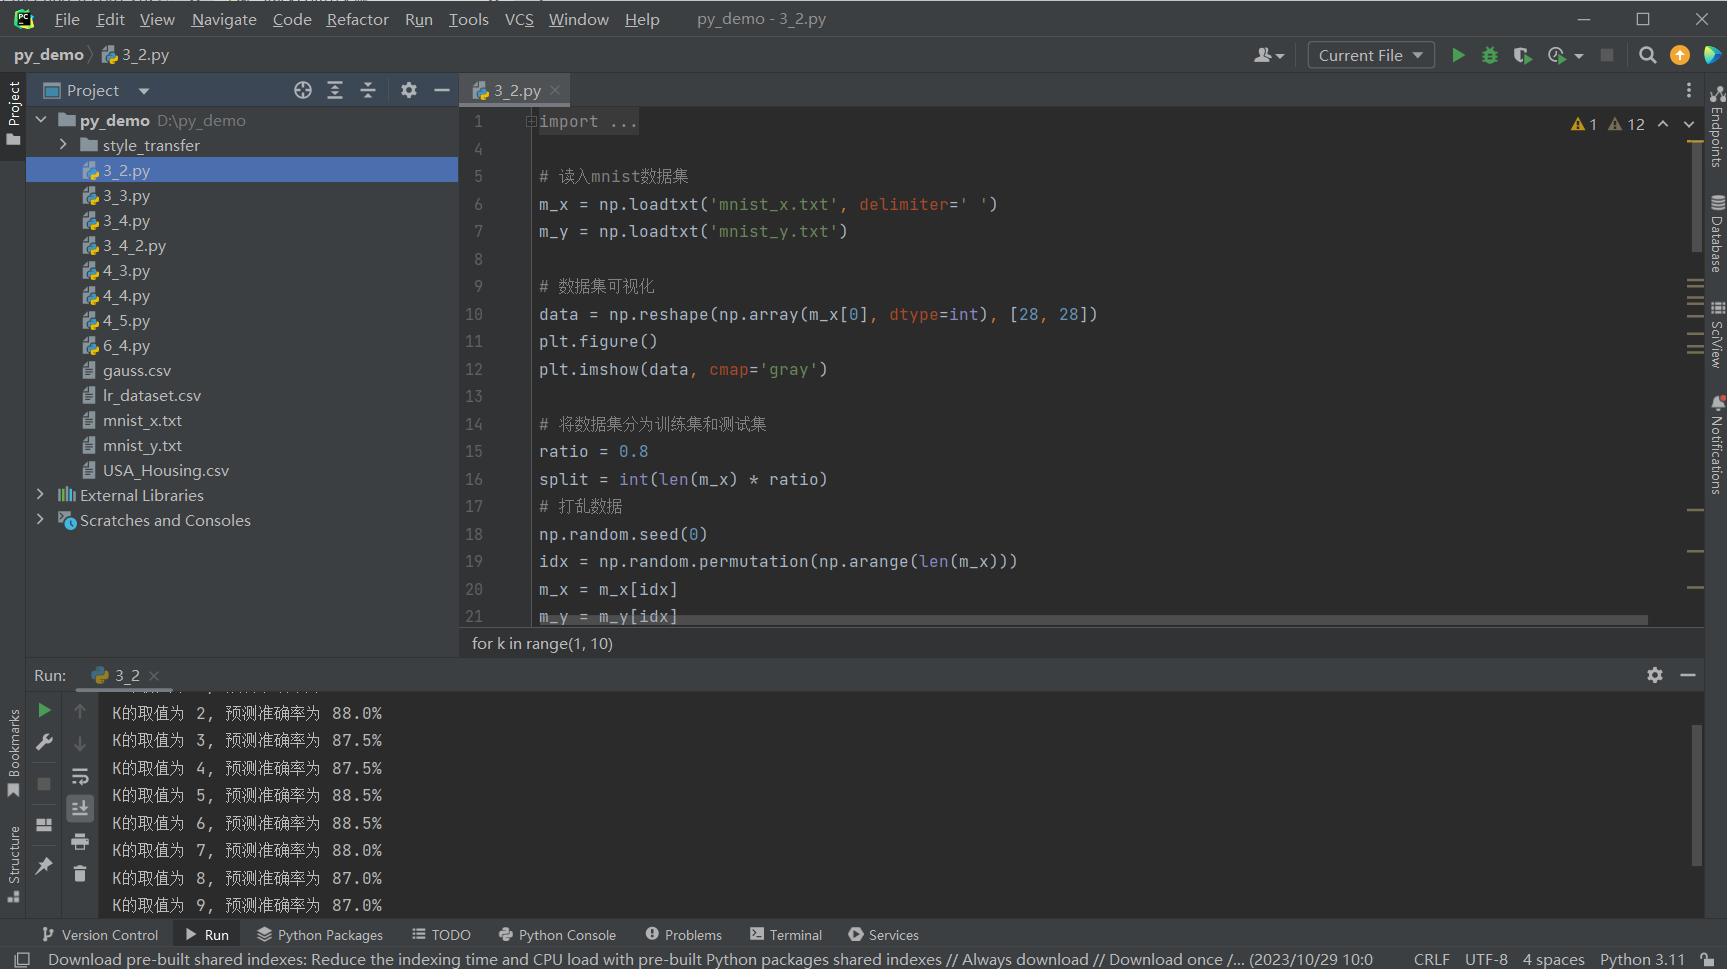 File Edit View Navigate Code Refactor Run Tools VCS Window Help py_demo - 3_2.py
py_demo 3_2.py Current File
Project
Project
3_2.py
py_demo D:\py_demo
style_transfer
3_2.py
3_3.py
3_4.py
3_4_2.py
4_3.py
4_4.py
4_5.py
6_4.py
gauss.csv
lr_dataset.csv
mnist_x.txt
mnist_y.txt
USA_Housing.csv
External Libraries
Scratches and Consoles
1 import ...
1 12
4
5 # 读入mnist数据集
6 m_x = np.loadtxt('mnist_x.txt', delimiter=' ')
7 m_y = np.loadtxt('mnist_y.txt')
8
9 # 数据集可视化
10 data = np.reshape(np.array(m_x[0], dtype=int), [28, 28])
11 plt.figure()
12 plt.imshow(data, cmap='gray')
13
14 # 将数据集分为训练集和测试集
15 ratio = 0.8
16 split = int(len(m_x) * ratio)
17 # 打乱数据
18 np.random.seed(0)
19 idx = np.random.permutation(np.arange(len(m_x)))
20 m_x = m_x[idx]
21 m_y = m_y[idx]
for k in range(1, 10)
Endpoints
Database
SciView
Notifications
Run: 3_2
K的取值为 2, 预测准确率为 88.0%
K的取值为 3, 预测准确率为 87.5%
K的取值为 4, 预测准确率为 87.5%
K的取值为 5, 预测准确率为 88.5%
K的取值为 6, 预测准确率为 88.5%
K的取值为 7, 预测准确率为 88.0%
K的取值为 8, 预测准确率为 87.0%
K的取值为 9, 预测准确率为 87.0%
Bookmarks
Structure
Version Control Run Python Packages TODO Python Console Problems Terminal Services
Download pre-built shared indexes: Reduce the indexing time and CPU load with pre-built Python packages shared indexes // Always download // Download once /... (2023/10/29 10:0 CRLF UTF-8 4 spaces Python 3.11